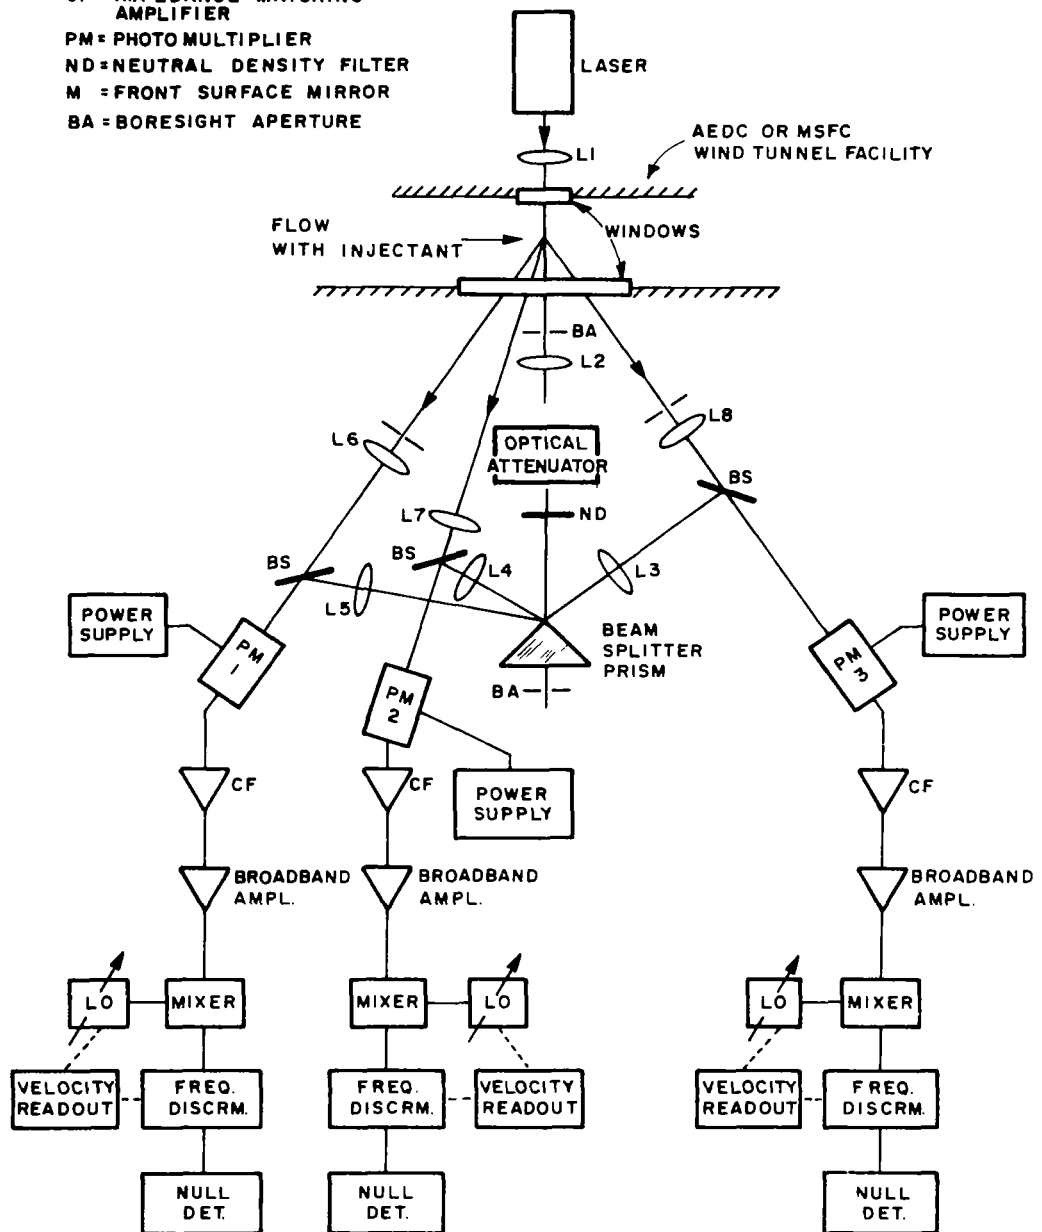 AMPLIFIER
PM = PHOTOMULTIPLIER
ND = NEUTRAL DENSITY FILTER
M = FRONT SURFACE MIRROR
BA = BORESIGHT APERTURE
LASER
L1
AEDC OR MSFC
WIND TUNNEL FACILITY
FLOW
WITH INJECTANT
WINDOWS
BA
L2
L6
L8
OPTICAL
ATTENUATOR
BS
L7
ND
BS
BS
L4
L3
L5
POWER
SUPPLY
PM
1
BEAM
SPLITTER
PRISM
POWER
SUPPLY
PM
3
PM
2
BA
CF
CF
POWER
SUPPLY
CF
BROADBAND
AMPL.
BROADBAND
AMPL.
BROADBAND
AMPL.
LO
MIXER
MIXER
LO
LO
MIXER
VELOCITY
READOUT
FREQ.
DISCRM.
FREQ.
DISCRM.
VELOCITY
READOUT
VELOCITY
READOUT
FREQ.
DISCRM.
NULL
DET.
NULL
DET.
NULL
DET.